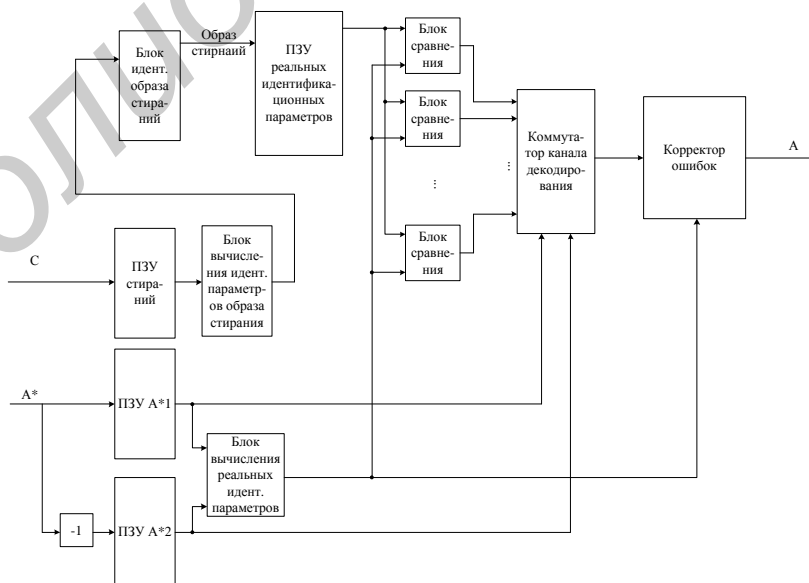 Образ
стирнаий
Блок
идент.
образа
стира-
ний
ПЗУ
реальных
идентифика-
ционных
параметров
Блок
сравне-
ния
Блок
сравне-
ния
...
Блок
сравне-
ния
...
Коммута-
тор канала
декодиро-
вания
Корректор
ошибок
А
С
ПЗУ
стира-
ний
Блок
вычисле-
ния идент.
параметр-
ов образа
стирания
А*
ПЗУ А*1
Блок
вычисления
реальных
идент.
параметров
-1
ПЗУ А*2